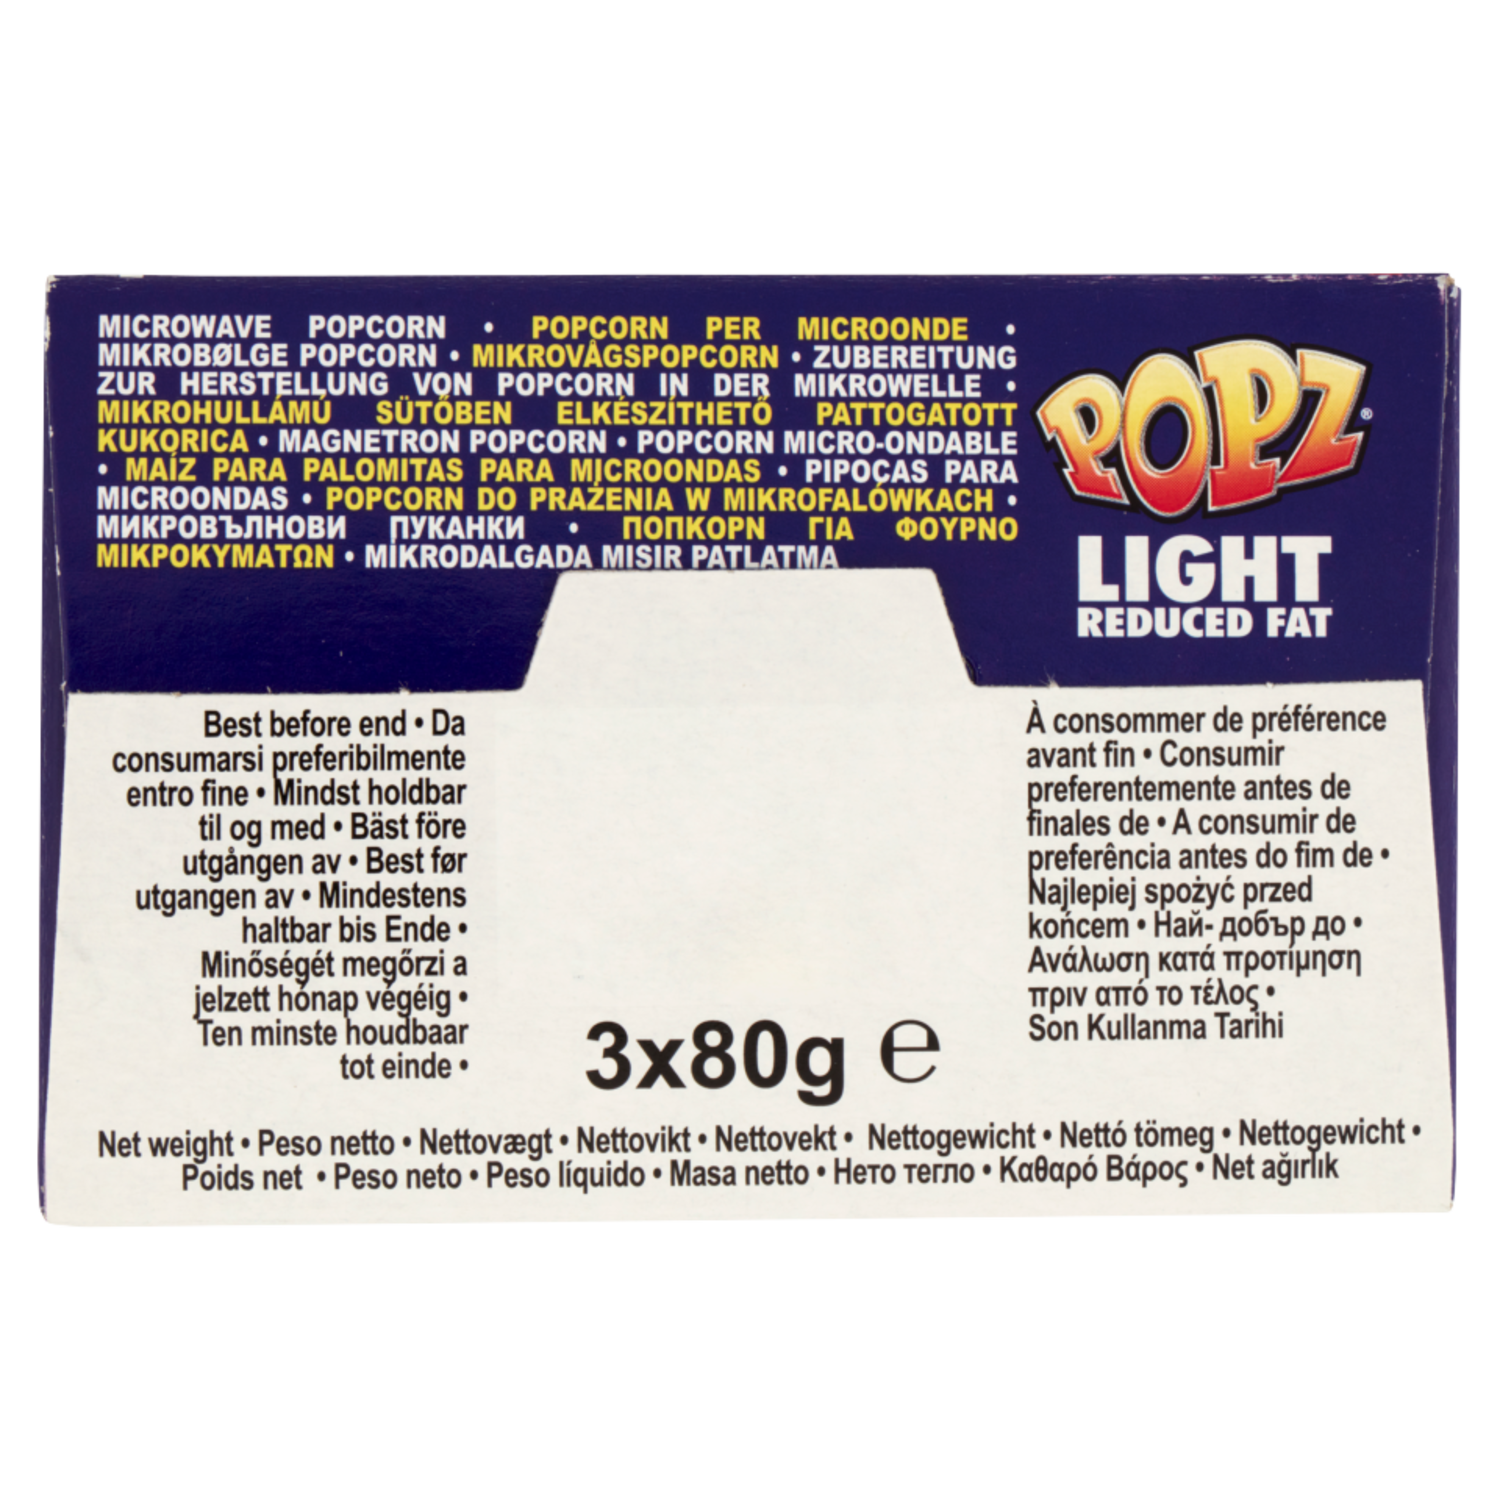 MICROWAVE POPCORN • POPCORN PER MICROONDE •
MIKROBØLGE POPCORN • MIKROVÅGSPOPCORN • ZUBEREITUNG
ZUR HERSTELLUNG VON POPCORN IN DER MIKROWELLE •
MIKROHULLÁMÚ SÜTŐBEN ELKÉSZÍTHETŐ PATTOGATOTT
KUKORICA • MAGNETRON POPCORN • POPCORN MICRO-ONDABLE
• MAÍZ PARA PALOMITAS PARA MICROONDAS • PIPOCAS PARA
MICROONDAS • POPCORN DO PRAŻENIA W MIKROFALÓWKACH •
МИКРОВЪЛНОВИ ПУКАНКИ • ΠΟΠΚΟΡΝ ΓΙΑ ΦΟΥΡΝΟ
ΜΙΚΡΟΚΥΜΑΤΩΝ • MİKRODALGADA MISIR PATLATMA
POPZ®
LIGHT
REDUCED FAT
Best before end • Da
consumarsi preferibilmente
entro fine • Mindst holdbar
til og med • Bäst före
utgången av • Best før
utgangen av • Mindestens
haltbar bis Ende •
Minőségét megőrzi a
jelzett hónap végéig •
Ten minste houdbaar
tot einde •
À consommer de préférence
avant fin • Consumir
preferentemente antes de
finales de • A consumir de
preferência antes do fim de •
Najlepiej spożyć przed
końcem • Най- добър до •
Ανάλωση κατά προτίμηση
πριν από το τέλος •
Son Kullanma Tarihi
3x80g ℮
Net weight • Peso netto • Nettovægt • Nettovikt • Nettovekt • Nettogewicht • Nettó tömeg • Nettogewicht •
Poids net • Peso neto • Peso líquido • Masa netto • Нето тегло • Καθαρό Βάρος • Net ağırlık